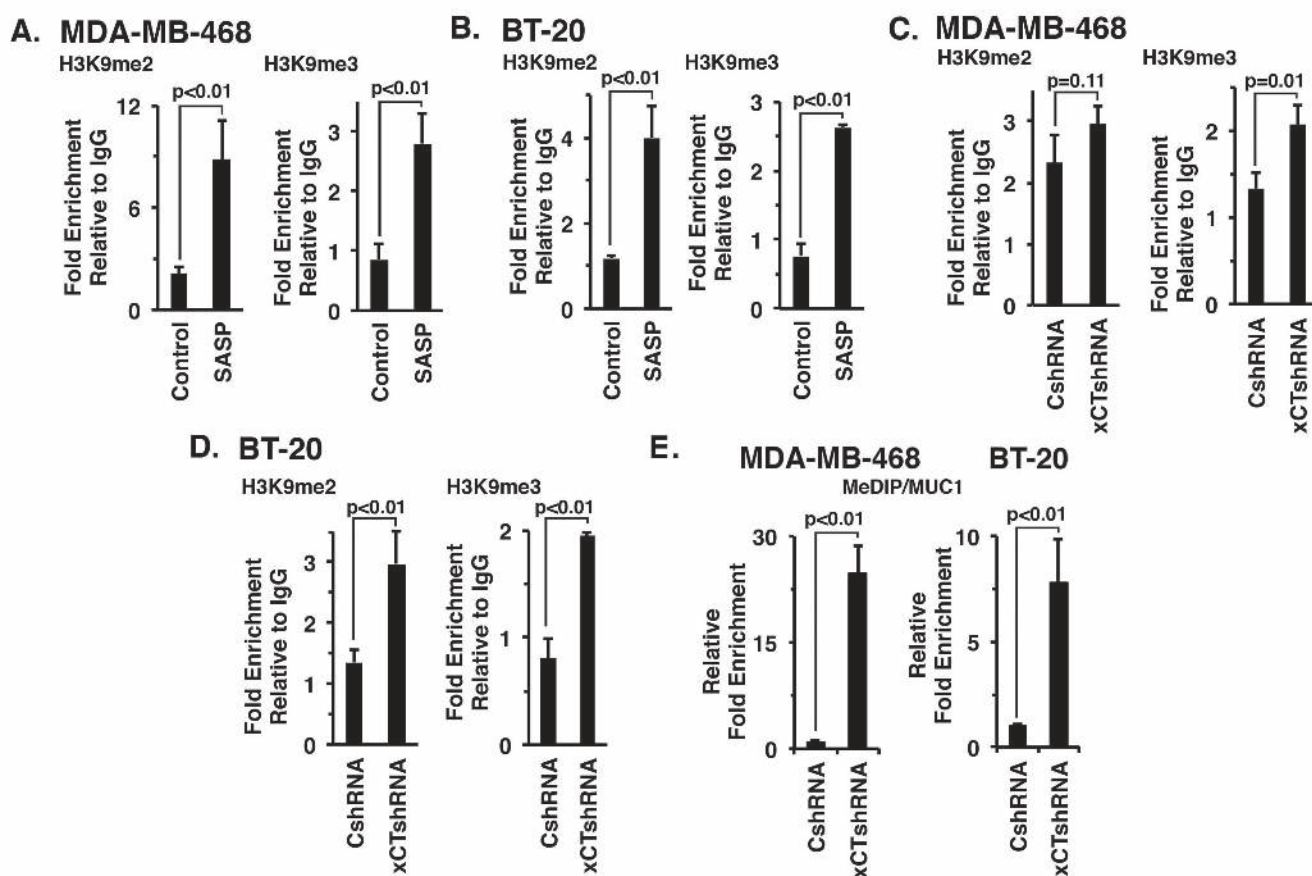 A. MDA-MB-468
H3K9me2
p<0.01
12
9
6
3
0
Fold Enrichment
Relative to IgG
Control
SASP
H3K9me3
p<0.01
3
2
1
0
Fold Enrichment
Relative to IgG
Control
SASP
B. BT-20
H3K9me2
p<0.01
4
2
0
Fold Enrichment
Relative to IgG
Control
SASP
H3K9me3
p<0.01
3
2
1
0
Fold Enrichment
Relative to IgG
Control
SASP
C. MDA-MB-468
H3K9me2
p=0.11
3
2
1
0
Fold Enrichment
Relative to IgG
CshRNA
xCTshRNA
H3K9me3
p=0.01
2
1
0
Fold Enrichment
Relative to IgG
CshRNA
xCTshRNA
D. BT-20
H3K9me2
p<0.01
3
2
1
0
Fold Enrichment
Relative to IgG
CshRNA
xCTshRNA
H3K9me3
p<0.01
2
1
0
Fold Enrichment
Relative to IgG
CshRNA
xCTshRNA
E. MDA-MB-468 BT-20
MeDIP/MUC1
p<0.01
30
15
0
Relative
Fold Enrichment
CshRNA
xCTshRNA
p<0.01
10
5
0
Relative
Fold Enrichment
CshRNA
xCTshRNA